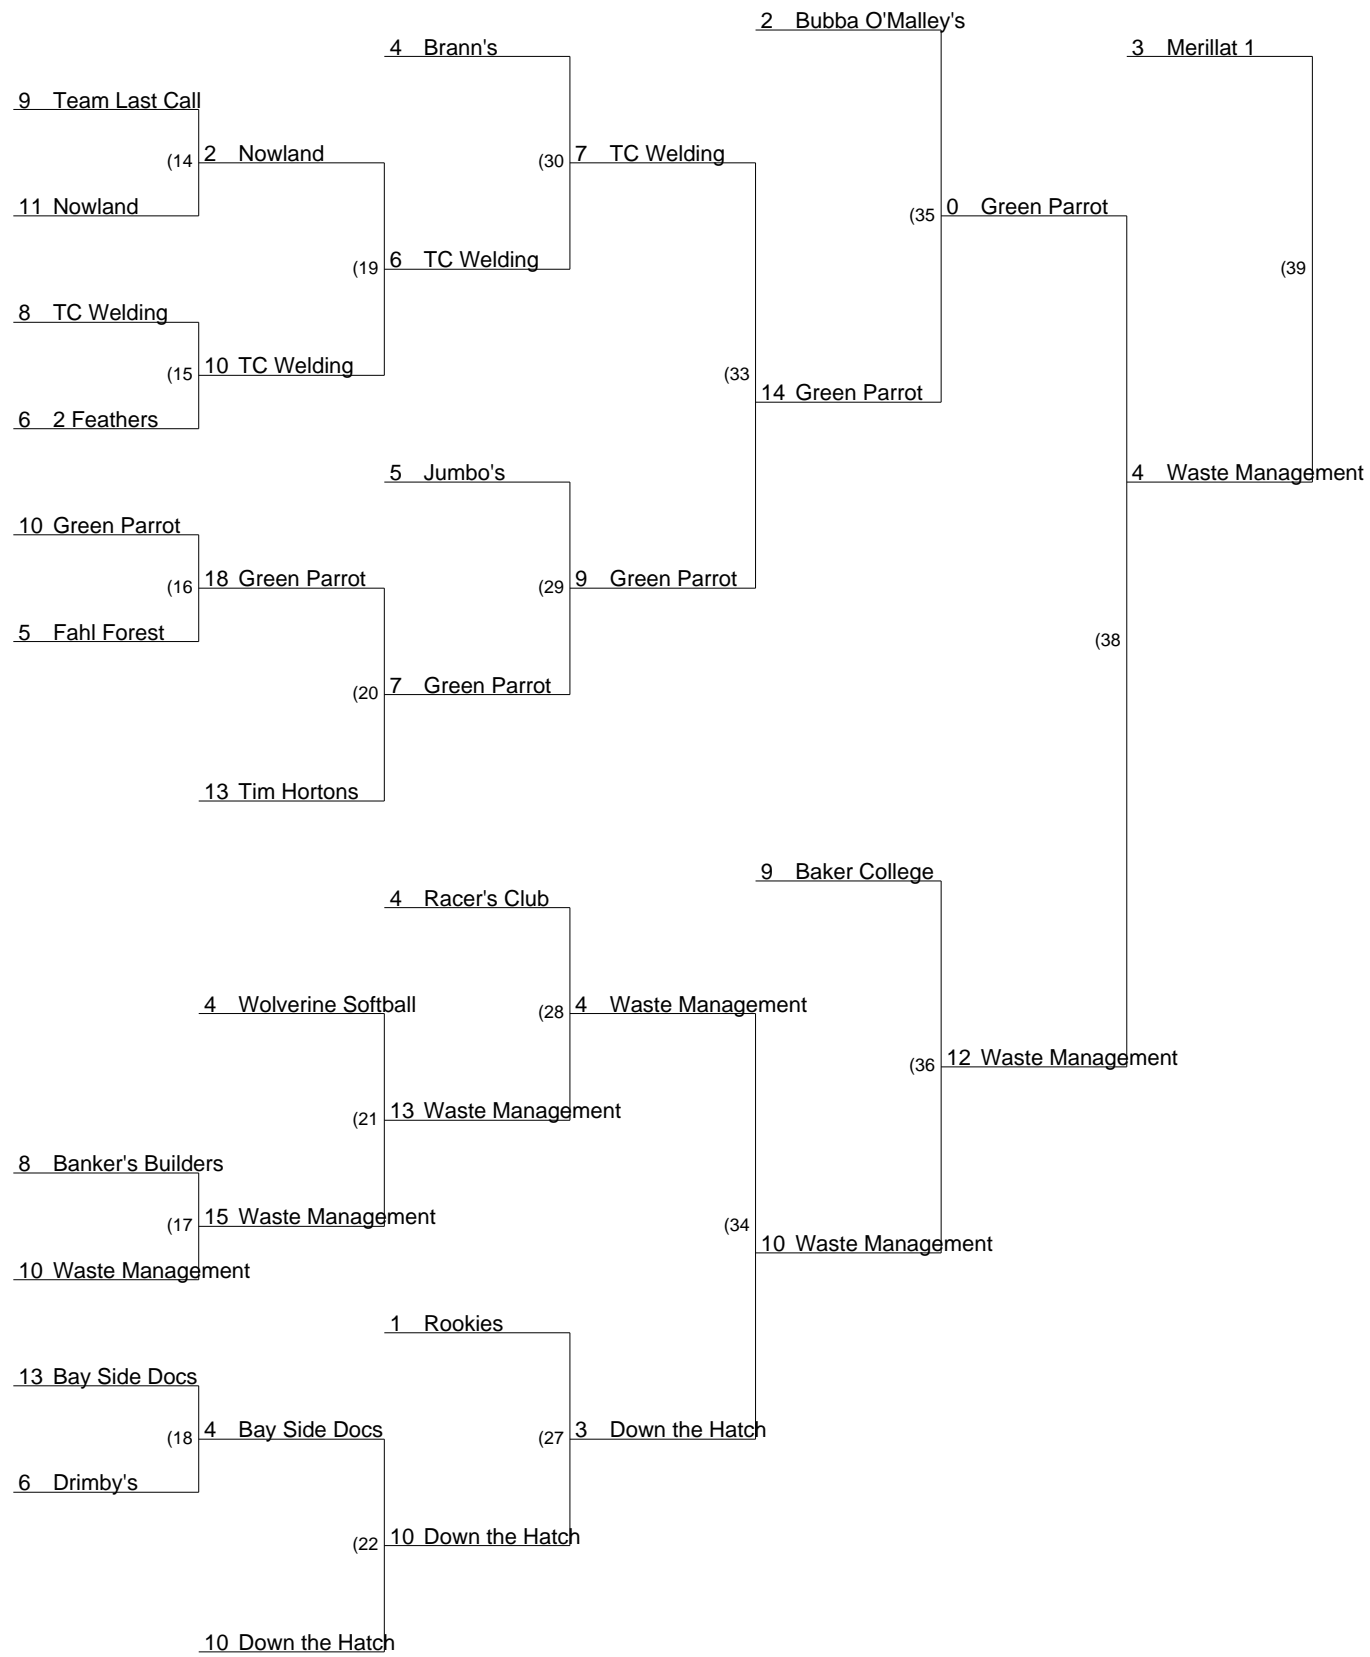 2 Bubba O'Malley's
4 Brann's
3 Merillat 1
9 Team Last Call
(14
2 Nowland
(30
7 TC Welding
11 Nowland
(35
0 Green Parrot
(19
6 TC Welding
(39
8 TC Welding
(15
10 TC Welding
(33
14 Green Parrot
6 2 Feathers
5 Jumbo's
4 Waste Management
10 Green Parrot
(16
18 Green Parrot
(29
9 Green Parrot
5 Fahl Forest
(38
(20
7 Green Parrot
13 Tim Hortons
9 Baker College
4 Racer's Club
4 Wolverine Softball
(28
4 Waste Management
(36
12 Waste Management
(21
13 Waste Management
8 Banker's Builders
(17
15 Waste Management
(34
10 Waste Management
10 Waste Management
1 Rookies
13 Bay Side Docs
(18
4 Bay Side Docs
(27
3 Down the Hatch
6 Drimby's
(22
10 Down the Hatch
10 Down the Hatch